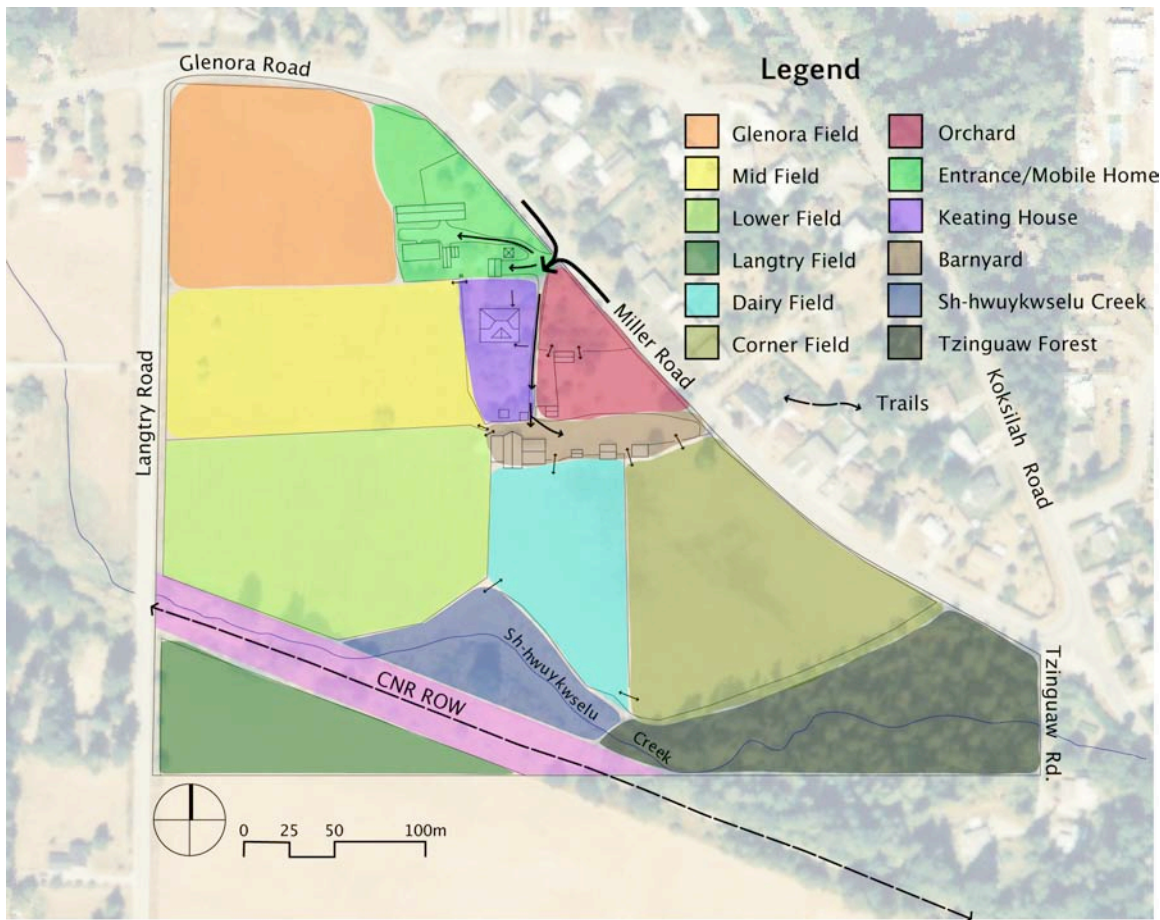 Glenora Road
Legend
Glenora Field
Mid Field
Lower Field
Langtry Field
Dairy Field
Corner Field
Orchard
Entrance/Mobile Home
Keating House
Barnyard
Sh-hwuykwselu Creek
Tzinguaw Forest
Trails
Miller Road
Koksilah Road
Langtry Road
Sh-hwuykwselu
Creek
CNR ROW
Tzinguaw Rd.
0 25 50 100m